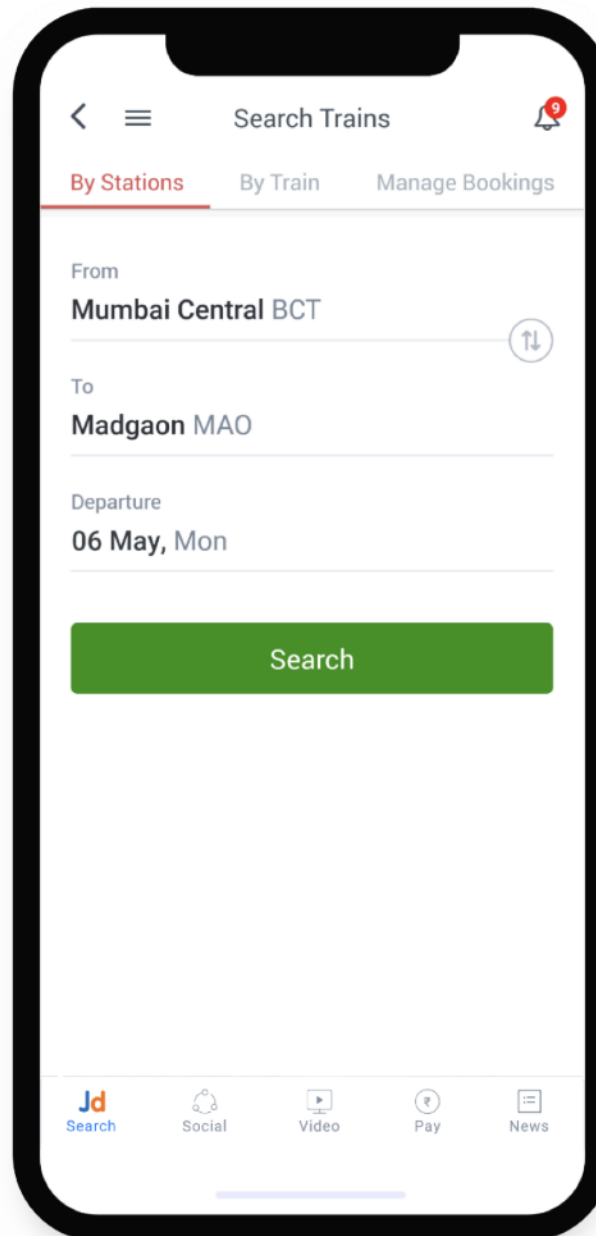 Search Trains
9
By Stations By Train Manage Bookings
From
Mumbai Central BCT
To
Madgaon MAO
Departure
06 May, Mon
Search
Jd
Search Social Video ₹ Pay News